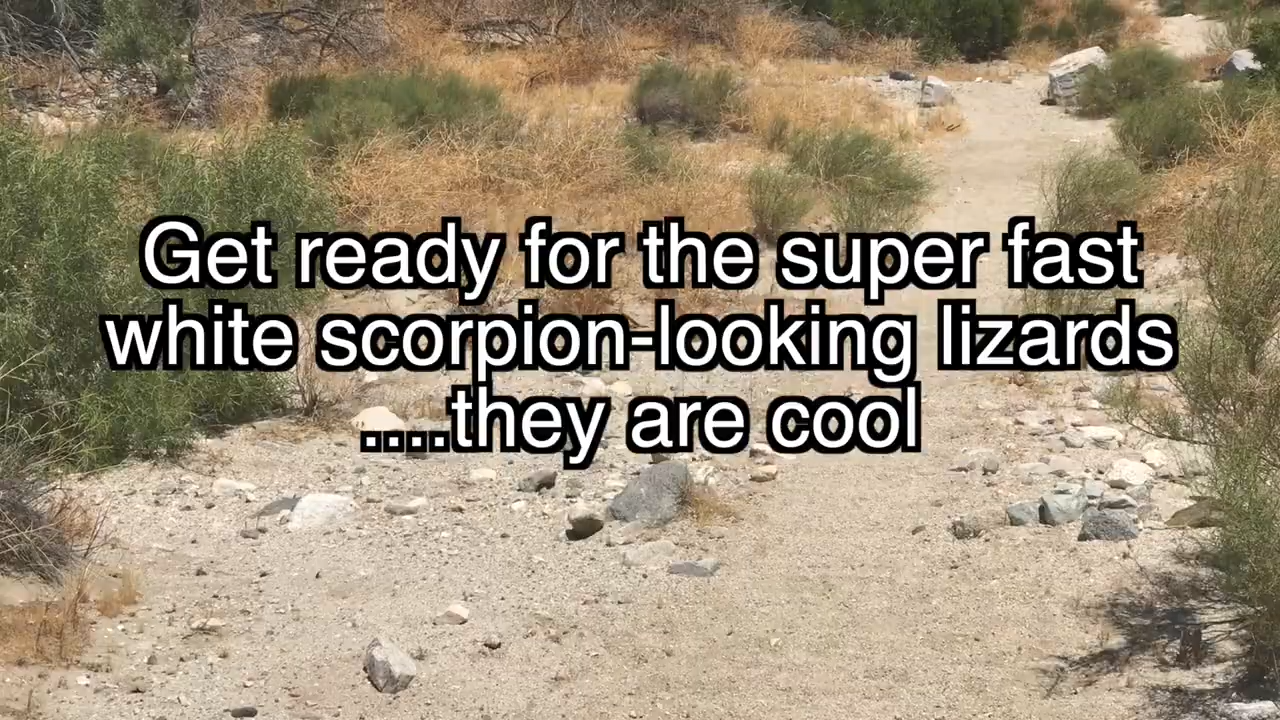 Get ready for the super fast
white scorpion-looking lizards
....they are cool